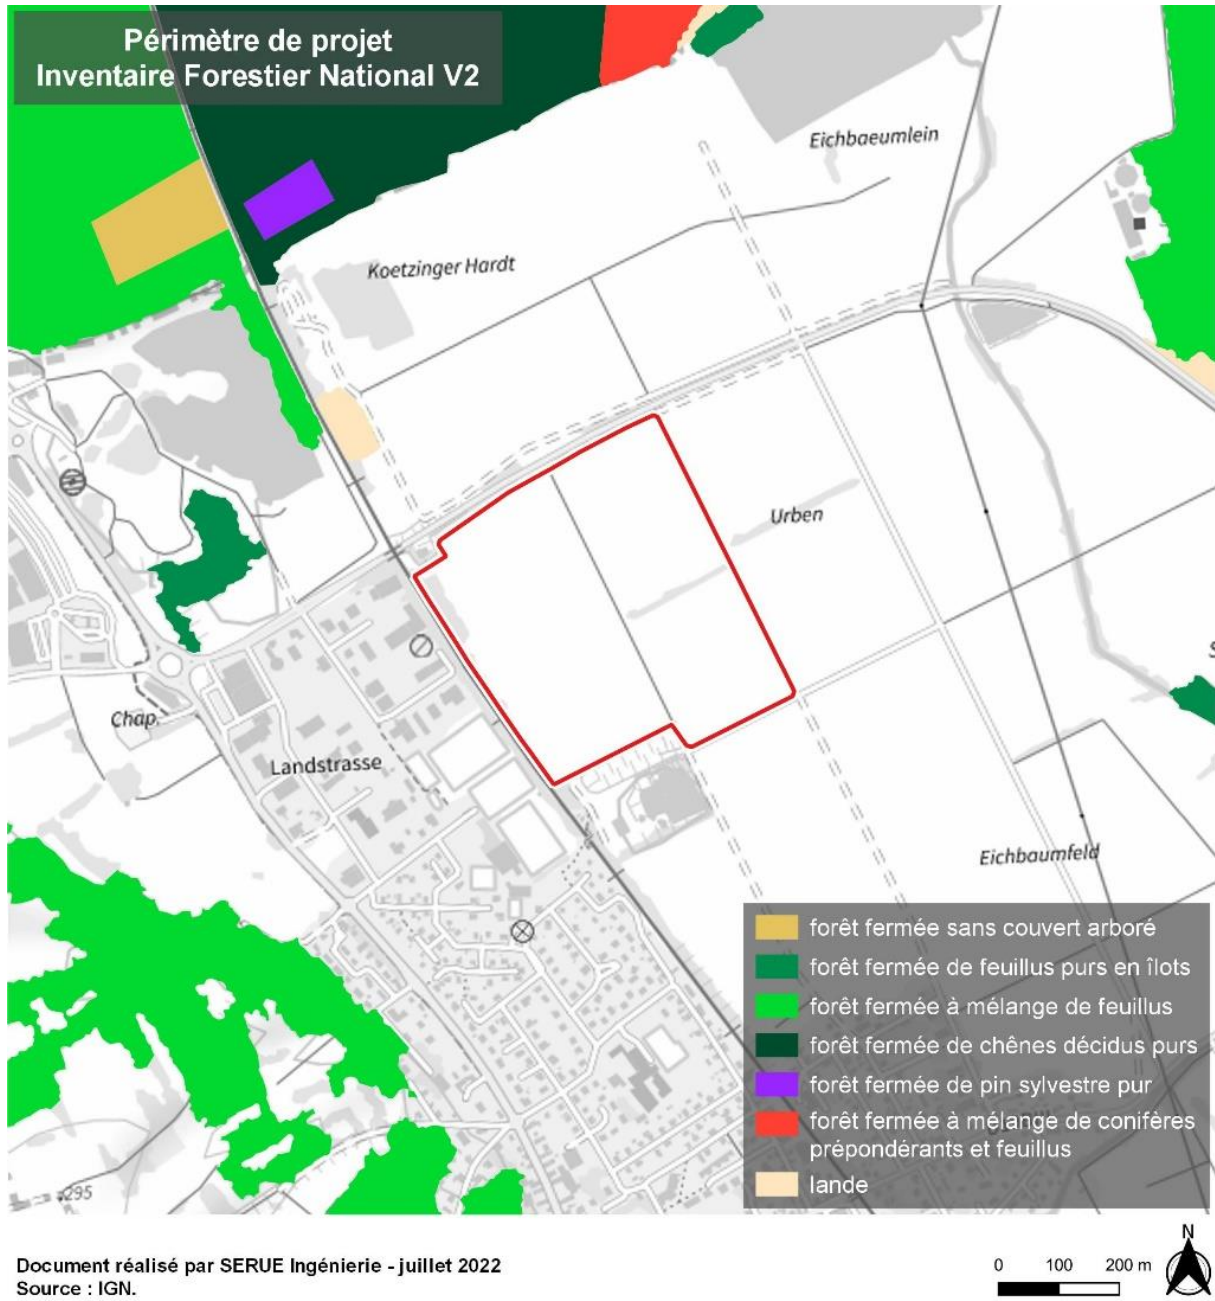 Périmètre de projet
Inventaire Forestier National V2
Eichbaeumlein
Koetzinger Hardt
Urben
S
Chap.
Landstrasse
Eichbaumfeld
forêt fermée sans couvert arboré
forêt fermée de feuillus purs en îlots
forêt fermée à mélange de feuillus
forêt fermée de chênes décidus purs
forêt fermée de pin sylvestre pur
forêt fermée à mélange de conifères
prépondérants et feuillus
lande
295
Document réalisé par SERUE Ingénierie - juillet 2022
Source : IGN.
0 100 200 m
N